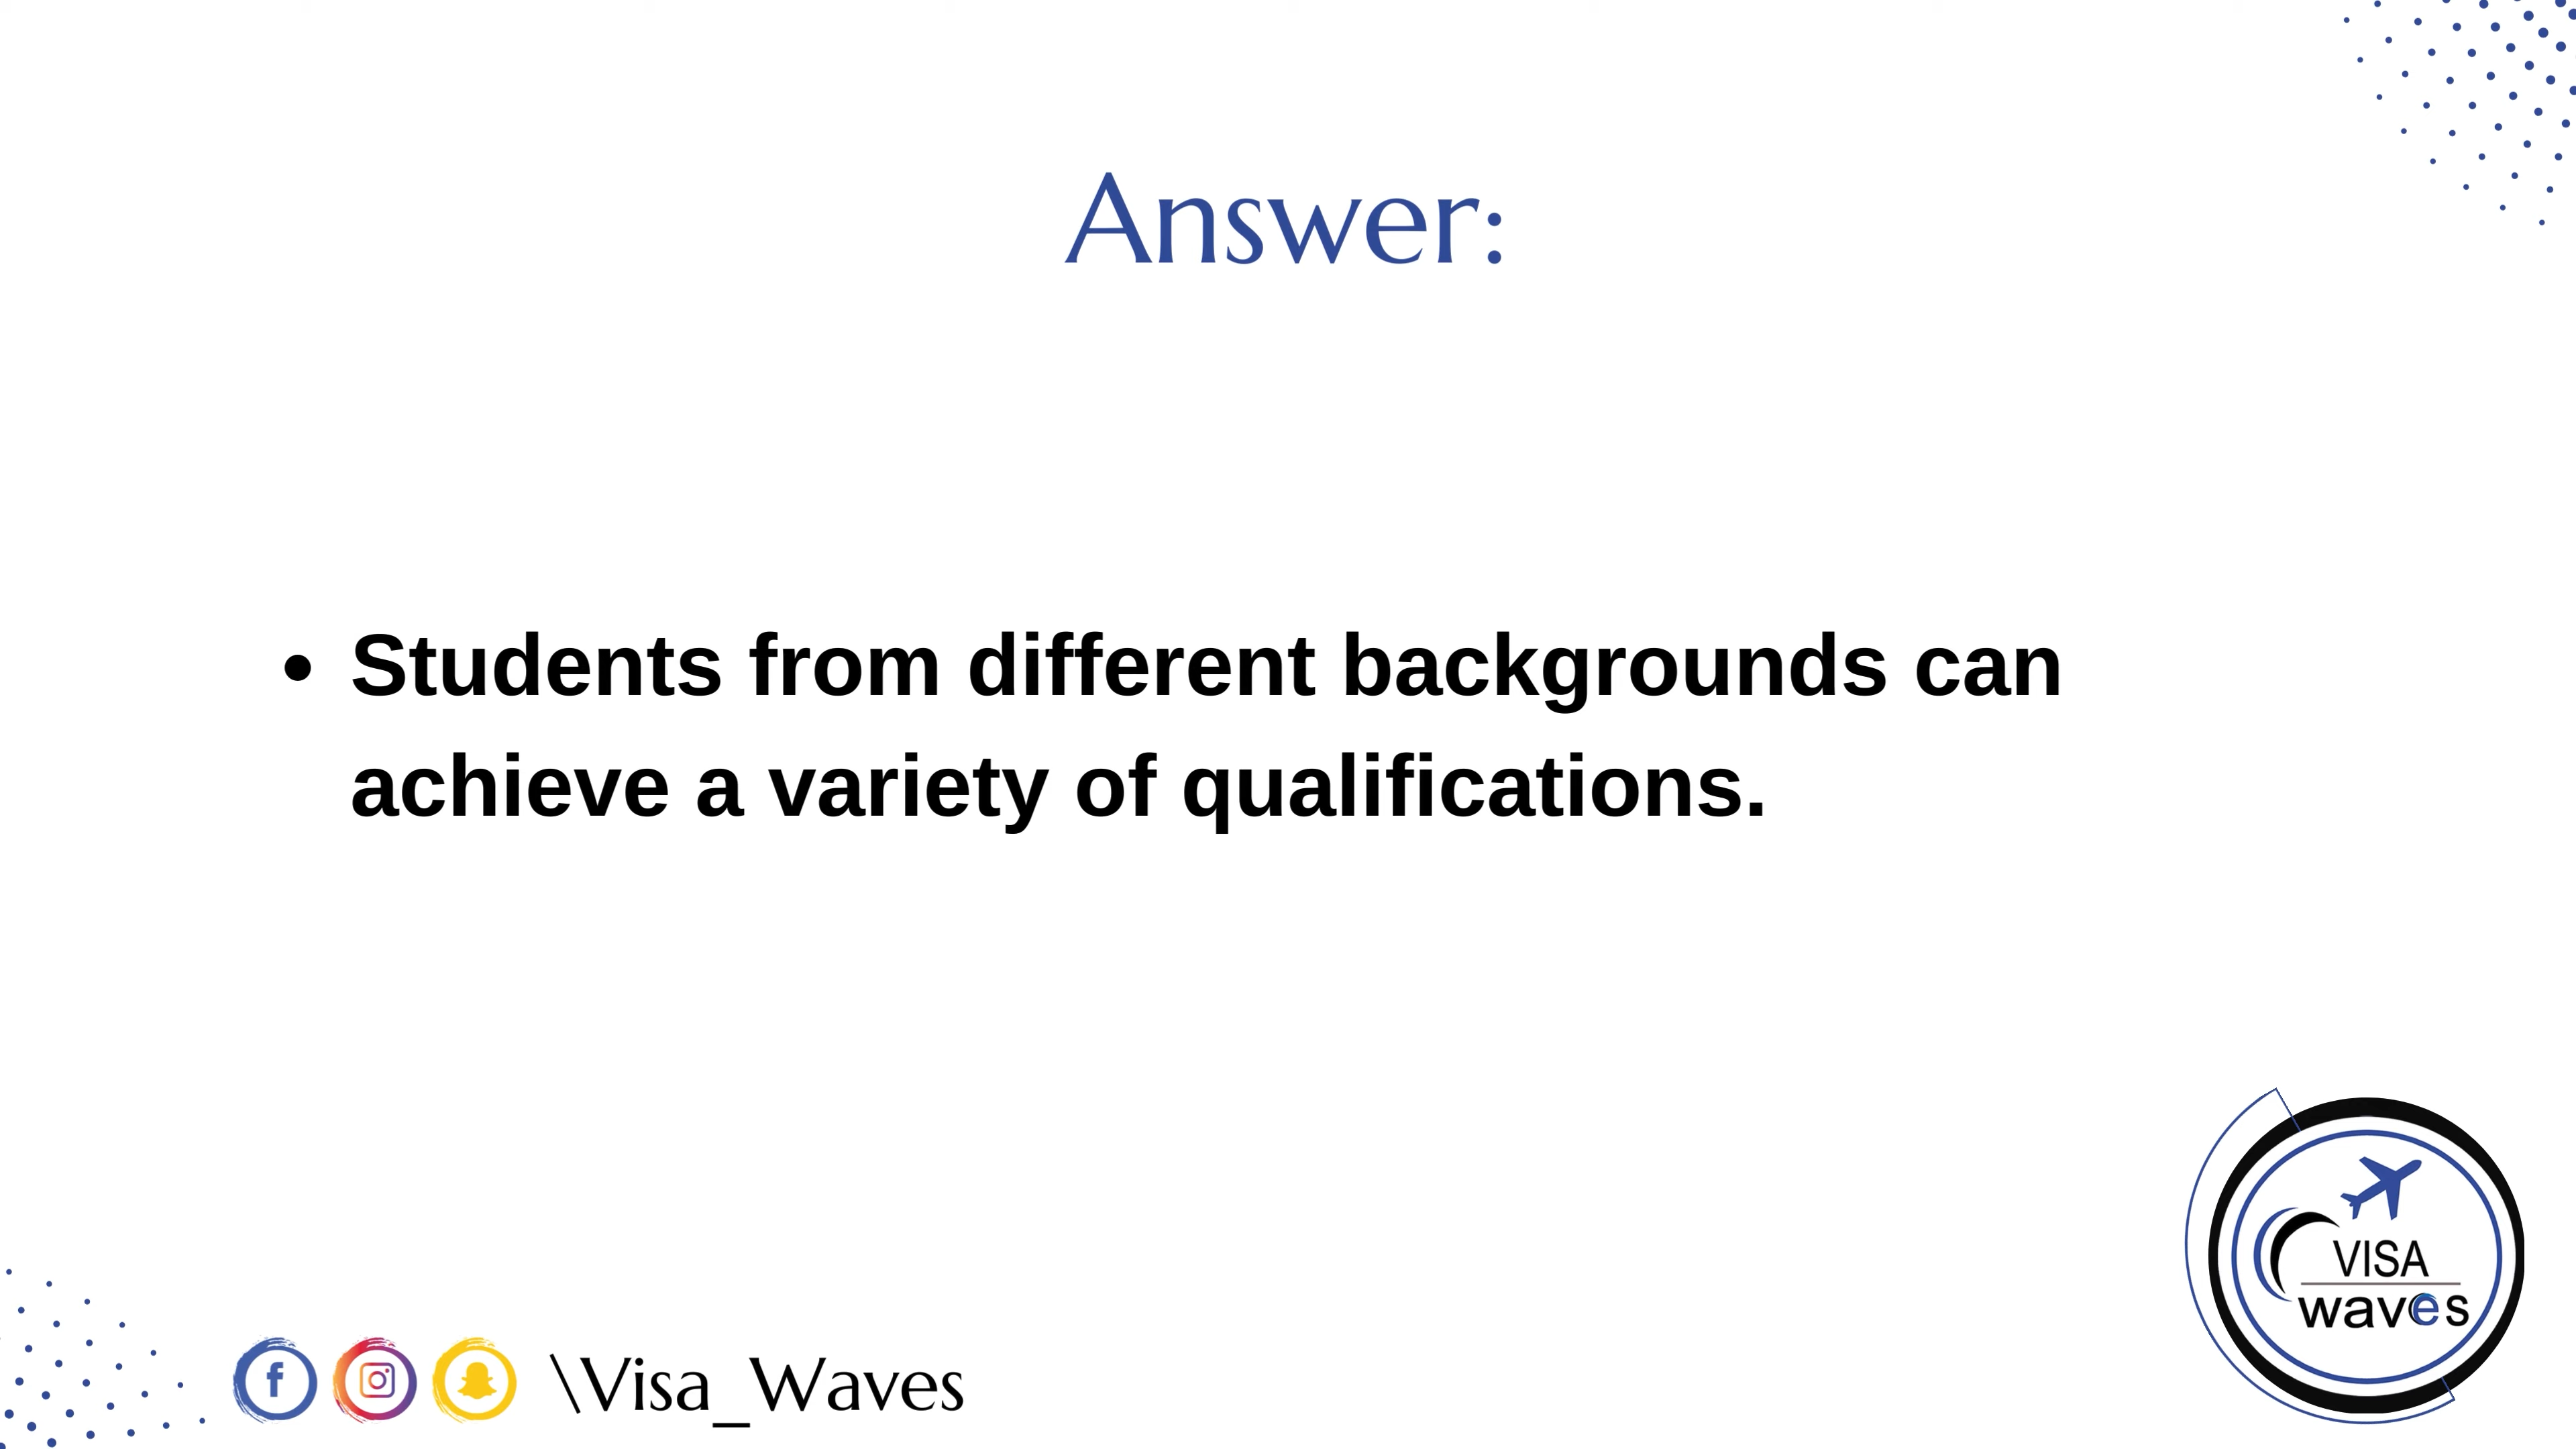 Answer:
• Students from different backgrounds can
achieve a variety of qualifications.
\Visa_Waves
VISA
waves